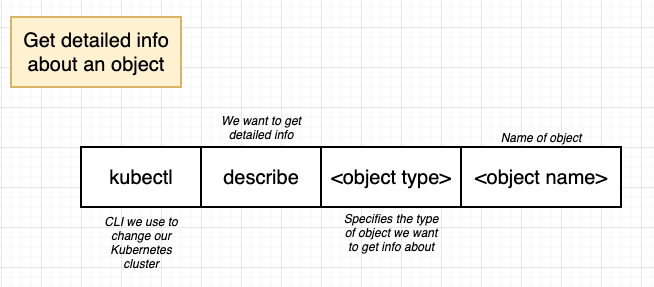 Get detailed info
about an object
We want to get
detailed info
Name of object
kubectl
describe
<object type>
<object name>
CLI we use to
change our
Kubernetes
cluster
Specifies the type
of object we want
to get info about